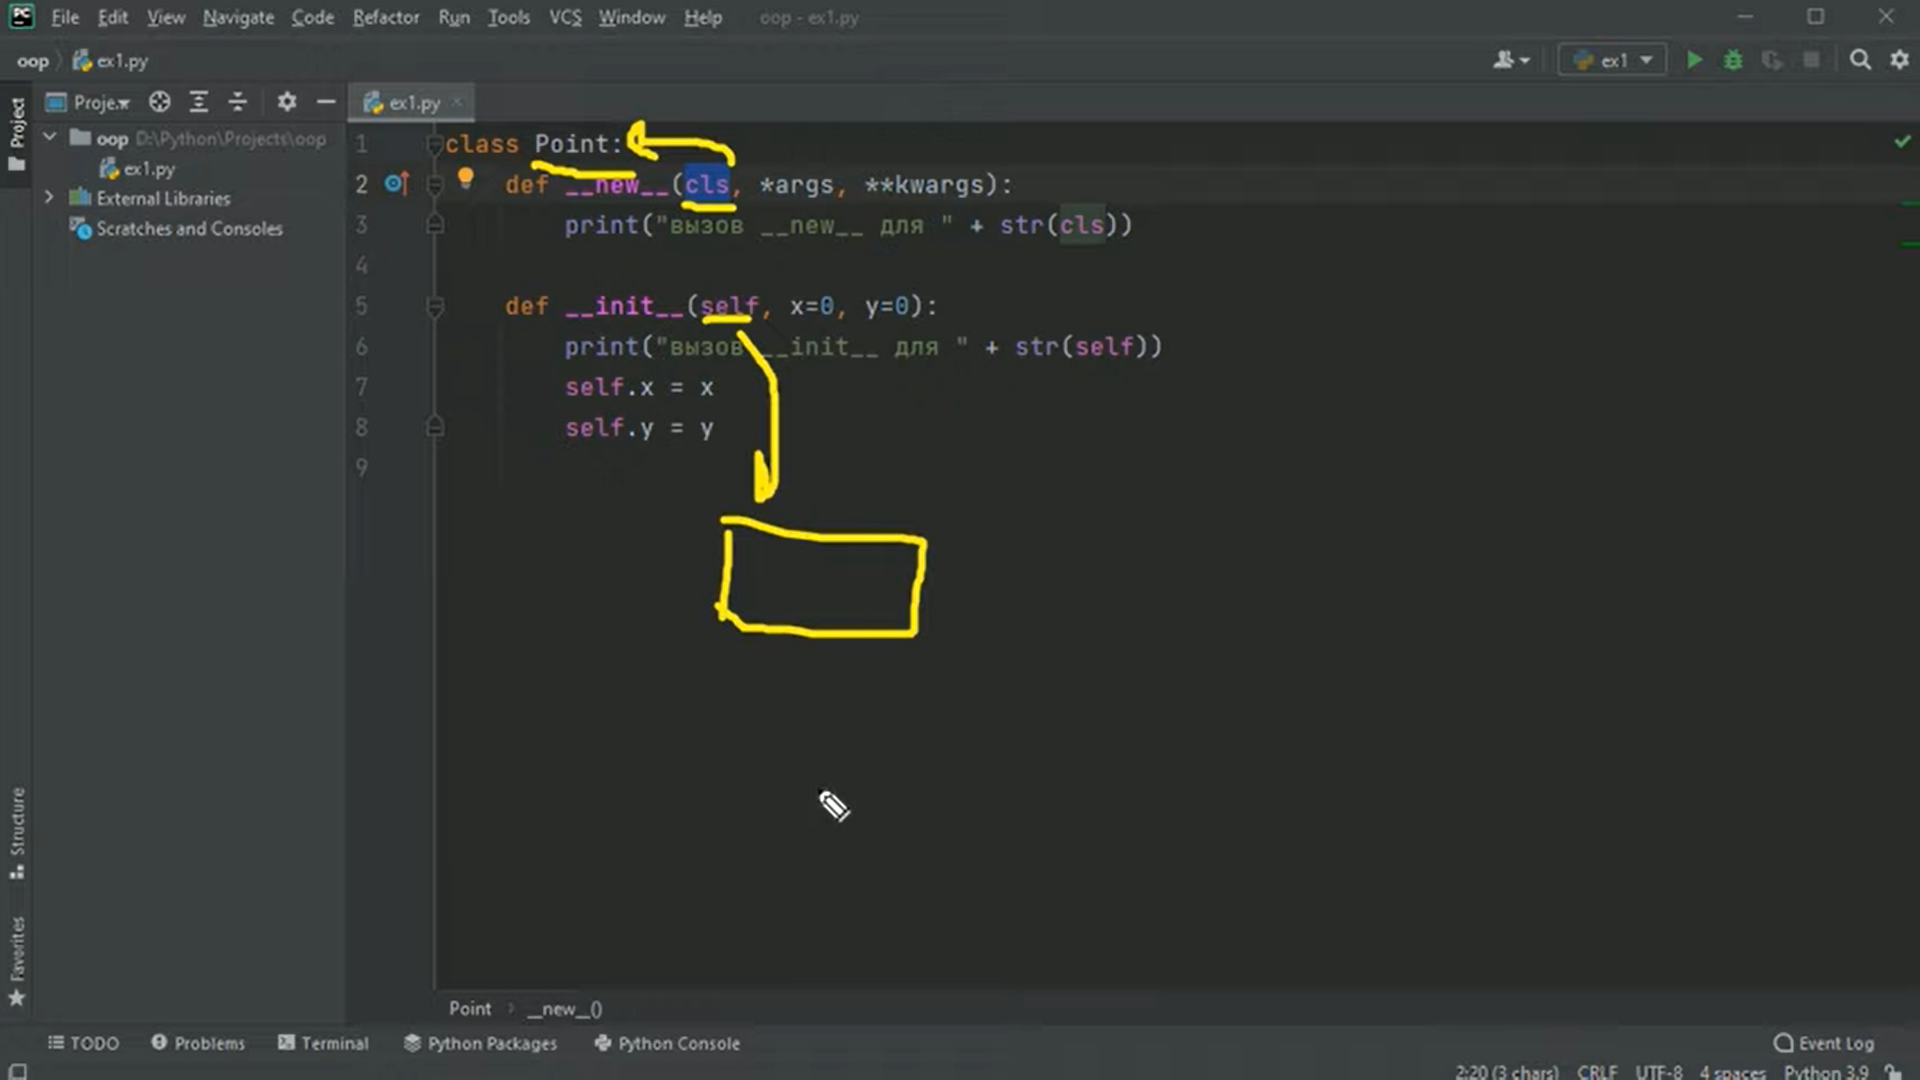 File Edit View Navigate Code Refactor Run Tools VCS Window Help oop - ex1.py
oop ex1.py ex1
Project
Proje... ex1.py
oop D:\Python\Projects\oop
ex1.py
External Libraries
Scratches and Consoles
1 class Point:
2 def __new__(cls, *args, **kwargs):
3 print("вызов __new__ для " + str(cls))
4
5 def __init__(self, x=0, y=0):
6 print("вызов __init__ для " + str(self))
7 self.x = x
8 self.y = y
9
Structure
Favorites
Point __new__()
TODO Problems Terminal Python Packages Python Console Event Log
2:20 (3 chars) CRLF UTF-8 4 spaces Python 3.9